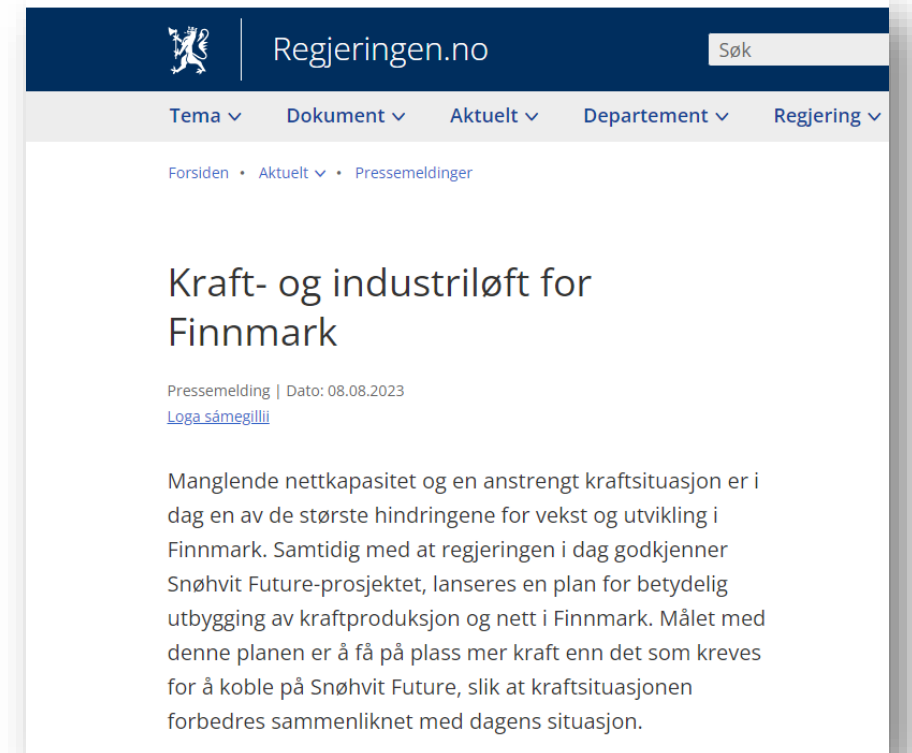 Regjeringen.no
Søk
Tema Dokument Aktuelt Departement Regjering
Forsiden • Aktuelt • Pressemeldinger
Kraft- og industriløft for
Finnmark
Pressemelding | Dato: 08.08.2023
Loga sámegillii
Manglende nettkapasitet og en anstrengt kraftsituasjon er i
dag en av de største hindringene for vekst og utvikling i
Finnmark. Samtidig med at regjeringen i dag godkjenner
Snøhvit Future-prosjektet, lanseres en plan for betydelig
utbygging av kraftproduksjon og nett i Finnmark. Målet med
denne planen er å få på plass mer kraft enn det som kreves
for å koble på Snøhvit Future, slik at kraftsituasjonen
forbedres sammenliknet med dagens situasjon.